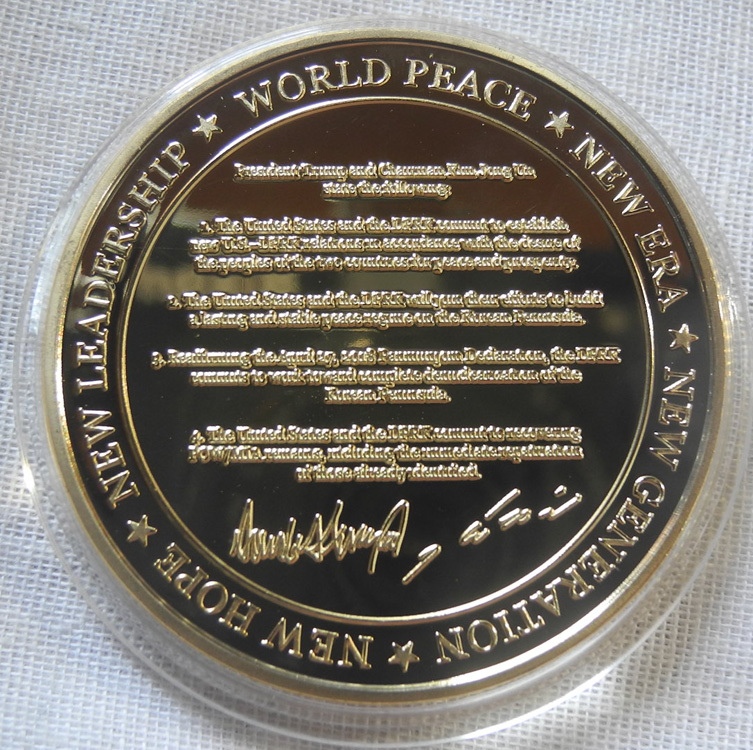 WORLD PEACE ★ NEW ERA ★ NEW GENERATION ★ NEW HOPE ★ NEW LEADERSHIP ★
President Trump and Chairman Kim Jong Un
state the following:
1. The United States and the DPRK commit to establish
new U.S.–DPRK relations in accordance with the desire of
the peoples of the two countries for peace and prosperity.
2. The United States and the DPRK will join their efforts to build
a lasting and stable peace regime on the Korean Peninsula.
3. Reaffirming the April 27, 2018 Panmunjom Declaration, the DPRK
commits to work toward complete denuclearization of the
Korean Peninsula.
4. The United States and the DPRK commit to recovering
POW/MIA remains, including the immediate repatriation
of those already identified.